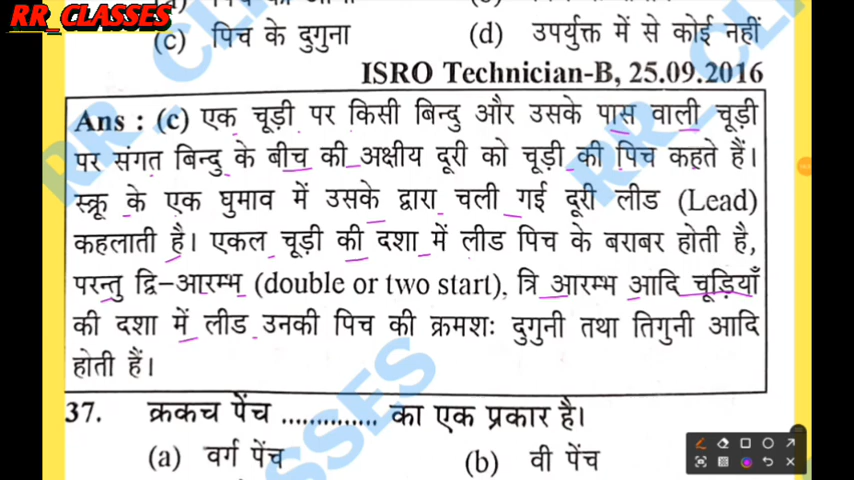 RR_CLASSES
(c) पिच के दुगुना (d) उपर्युक्त में से कोई नहीं
ISRO Technician-B, 25.09.2016
Ans : (c) एक चूड़ी पर किसी बिन्दु और उसके पास वाली चूड़ी
पर संगत बिन्दु के बीच की अक्षीय दूरी को चूड़ी की पिच कहते हैं।
स्क्रू के एक घुमाव में उसके द्वारा चली गई दूरी लीड (Lead)
कहलाती है। एकल चूड़ी की दशा में लीड पिच के बराबर होती है,
परन्तु द्वि-आरम्भ (double or two start), त्रि आरम्भ आदि चूड़ियाँ
की दशा में लीड उनकी पिच की क्रमशः दुगुनी तथा तिगुनी आदि
होती हैं।
37. क्रकच पेंच .............. का एक प्रकार है।
(a) वर्ग पेंच (b) वी पेंच